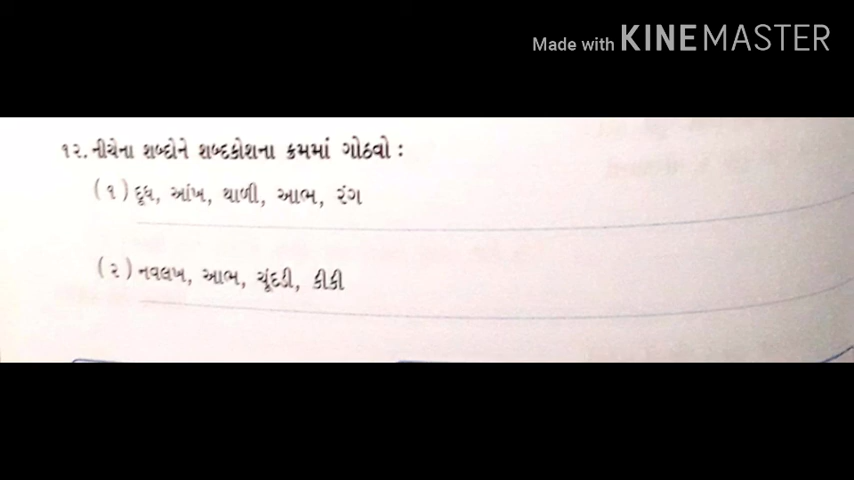 Made with KINEMASTER
૧૨. નીચેના શબ્દોને શબ્દકોશના ક્રમમાં ગોઠવો :
(૧) દૂધ, આંખ, થાળી, આભ, રંગ
(૨) નવલખ, આભ, ચૂંદડી, કીકી